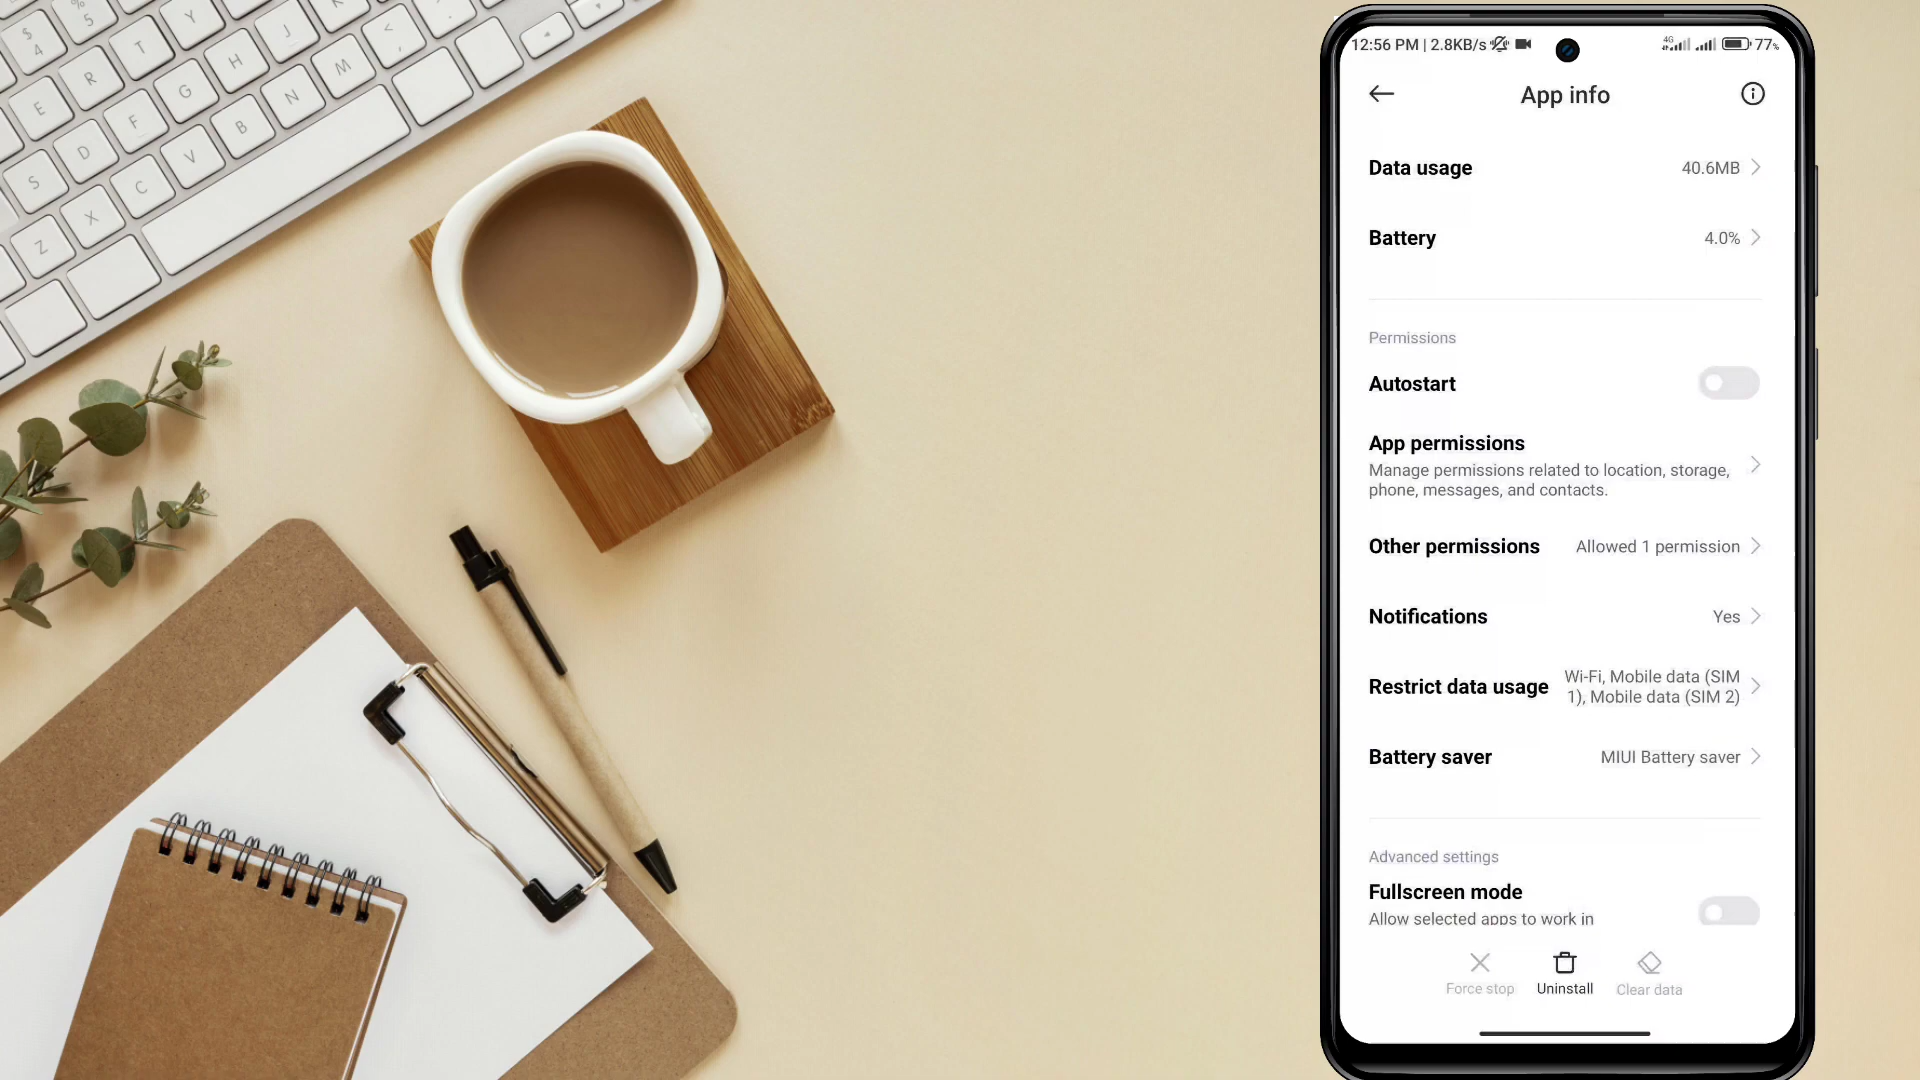 12:56 PM | 2.8KB/s 4G 77%
App info
Data usage 40.6MB
Battery 4.0%
Permissions
Autostart
App permissions
Manage permissions related to location, storage,
phone, messages, and contacts.
Other permissions Allowed 1 permission
Notifications Yes
Restrict data usage Wi-Fi, Mobile data (SIM
1), Mobile data (SIM 2)
Battery saver MIUI Battery saver
Advanced settings
Fullscreen mode
Allow selected apps to work in
Force stop Uninstall Clear data
$ 4 % 5
E R T Y
S D F G H J K
Z X C V B N M < ,